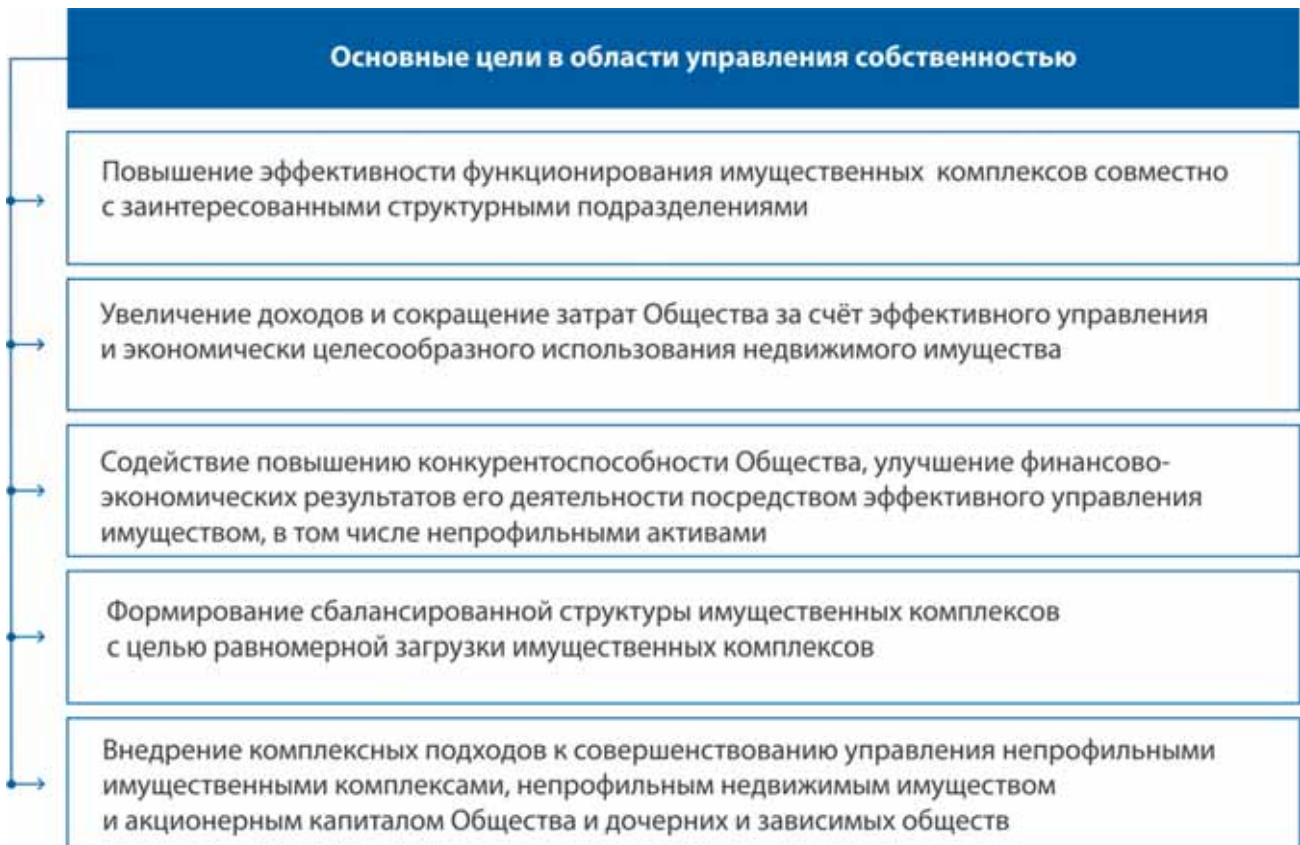 Основные цели в области управления собственностью
Повышение эффективности функционирования имущественных комплексов совместно
с заинтересованными структурными подразделениями
Увеличение доходов и сокращение затрат Общества за счёт эффективного управления
и экономически целесообразного использования недвижимого имущества
Содействие повышению конкурентоспособности Общества, улучшение финансово-
экономических результатов его деятельности посредством эффективного управления
имуществом, в том числе непрофильными активами
Формирование сбалансированной структуры имущественных комплексов
с целью равномерной загрузки имущественных комплексов
Внедрение комплексных подходов к совершенствованию управления непрофильными
имущественными комплексами, непрофильным недвижимым имуществом
и акционерным капиталом Общества и дочерних и зависимых обществ